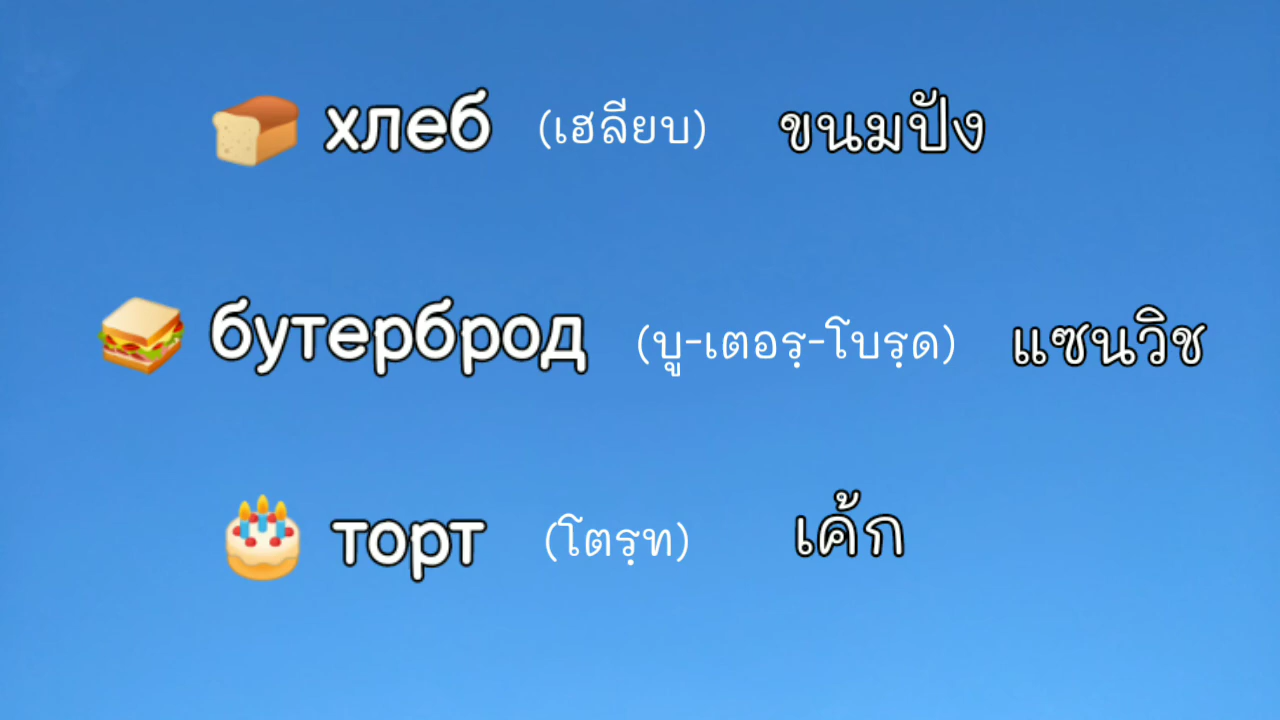 🍞 хлеб (เฮลียบ) ขนมปัง
🥪 бутерброд (บู-เตอรฺ-โบรฺด) แซนวิช
🎂 торт (โตรฺท) เค้ก